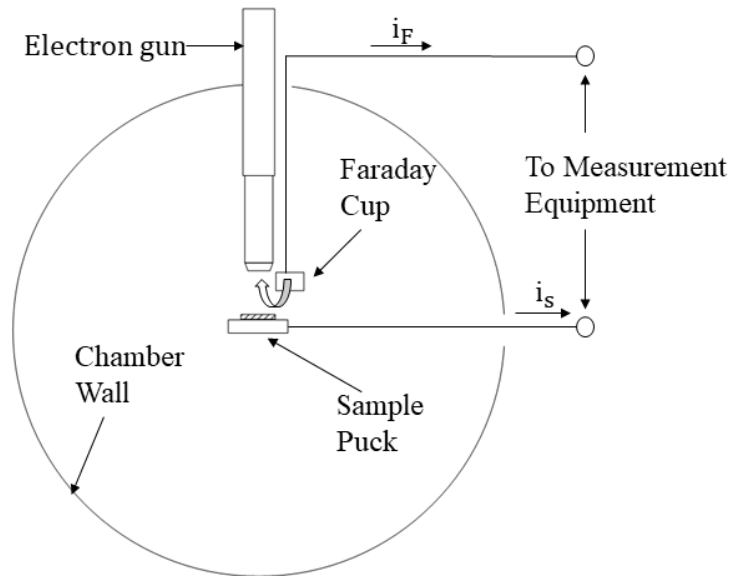 Electron gun
i_F
Faraday
Cup
To Measurement
Equipment
i_s
Chamber
Wall
Sample
Puck